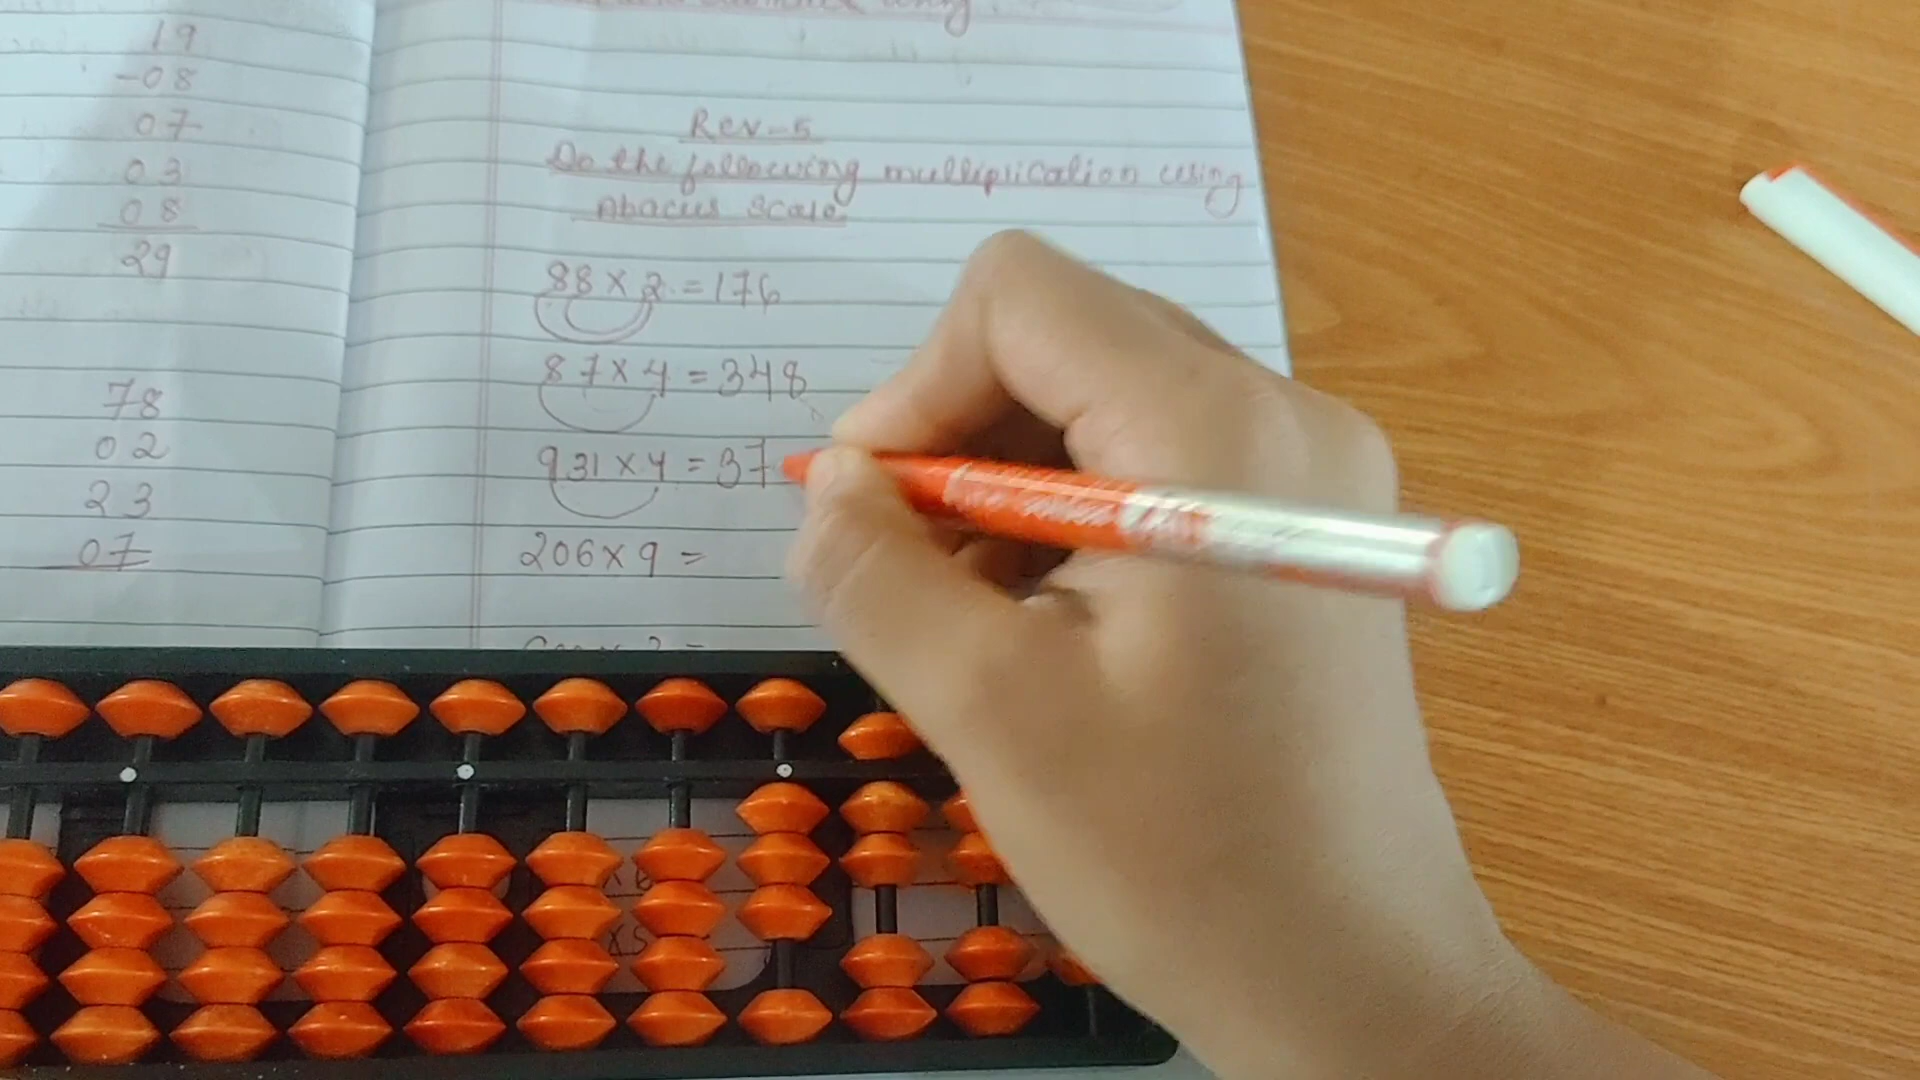 19
-08
07
03
08
29
78
02
23
07
Rev-5
Do the following multiplication using
Abacus Scale
88 × 2 = 176
87 × 4 = 348
931 × 4 = 37
206 × 9 =